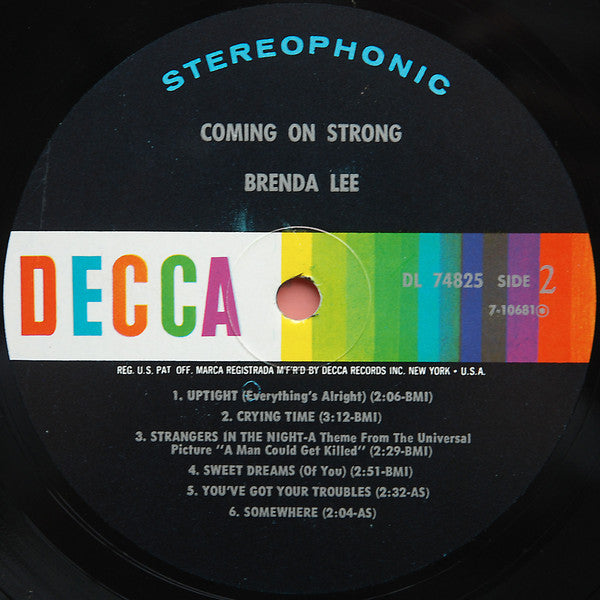 STEREOPHONIC
COMING ON STRONG
BRENDA LEE
DECCA
DL 74825 SIDE 2
7-10681
REG. U.S. PAT OFF. MARCA REGISTRADA M'F'R'D BY DECCA RECORDS INC. NEW YORK • U.S.A.
1. UPTIGHT (Everything's Alright) (2:06-BMI)
2. CRYING TIME (3:12-BMI)
3. STRANGERS IN THE NIGHT-A Theme From The Universal
Picture "A Man Could Get Killed" (2:29-BMI)
4. SWEET DREAMS (Of You) (2:51-BMI)
5. YOU'VE GOT YOUR TROUBLES (2:32-AS)
6. SOMEWHERE (2:04-AS)